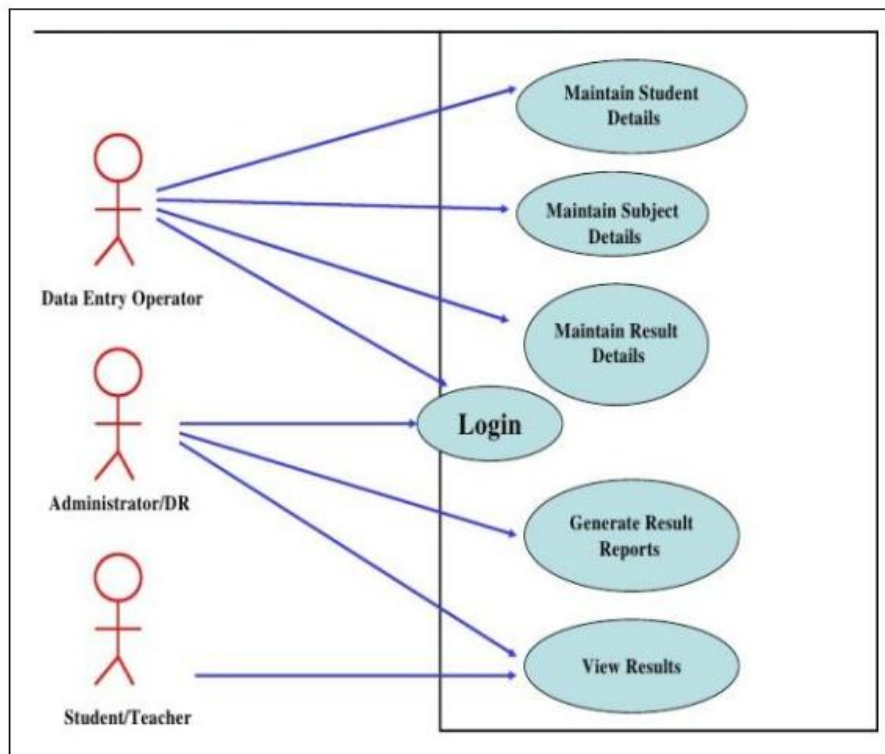 Maintain Student
Details
Maintain Subject
Details
Data Entry Operator
Maintain Result
Details
Login
Administrator/DR
Generate Result
Reports
View Results
Student/Teacher